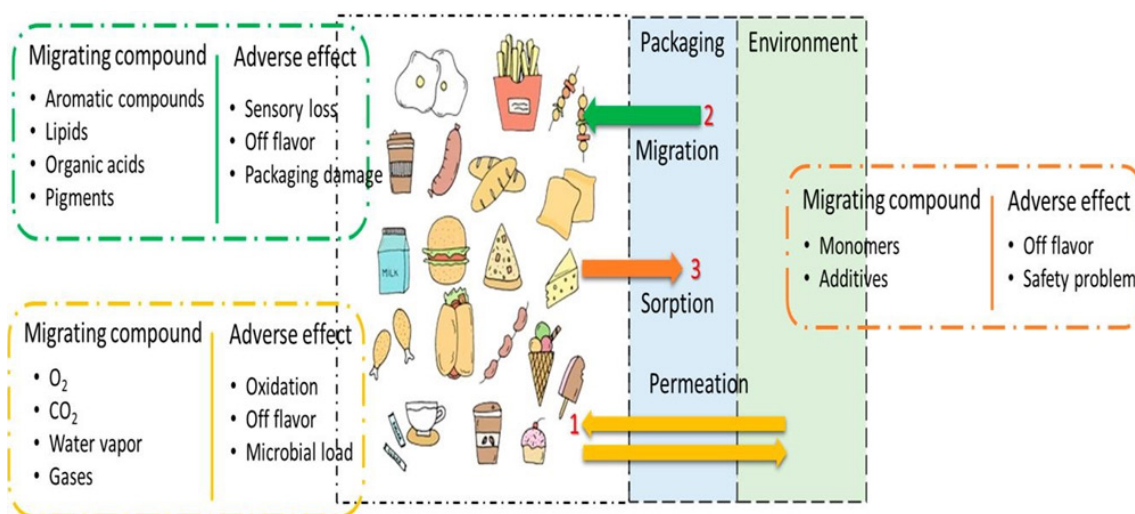 Migrating compound
• Aromatic compounds
• Lipids
• Organic acids
• Pigments
Adverse effect
• Sensory loss
• Off flavor
• Packaging damage
Migrating compound
• O₂
• CO₂
• Water vapor
• Gases
Adverse effect
• Oxidation
• Off flavor
• Microbial load
MILK
Packaging
Environment
2
Migration
3
Sorption
Permeation
1
Migrating compound
• Monomers
• Additives
Adverse effect
• Off flavor
• Safety problem